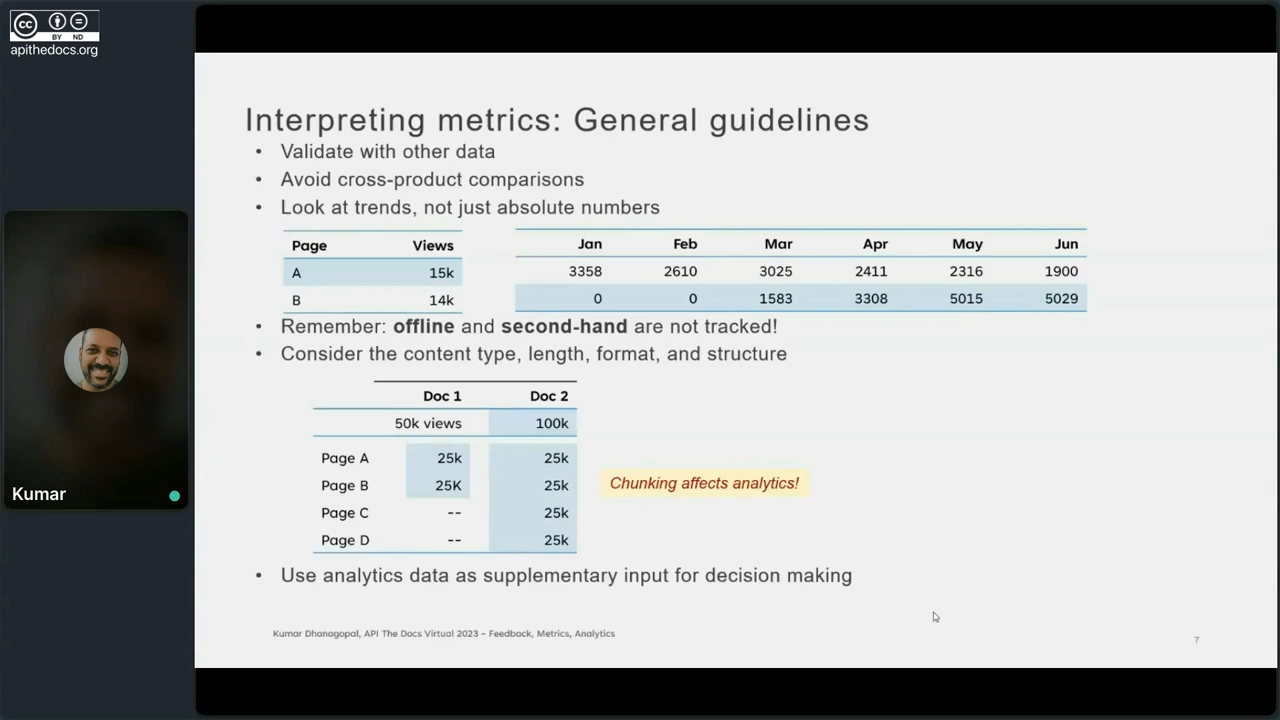 CC BY ND
apithedocs.org
Interpreting metrics: General guidelines
• Validate with other data
• Avoid cross-product comparisons
• Look at trends, not just absolute numbers
Page Views
A 15k
B 14k
Jan Feb Mar Apr May Jun
3358 2610 3025 2411 2316 1900
0 0 1583 3308 5015 5029
• Remember: offline and second-hand are not tracked!
• Consider the content type, length, format, and structure
Doc 1 Doc 2
50k views 100k
Page A 25k 25k
Page B 25K 25k
Page C -- 25k
Page D -- 25k
Chunking affects analytics!
• Use analytics data as supplementary input for decision making
Kumar Dhanagopal, API The Docs Virtual 2023 – Feedback, Metrics, Analytics
7
Kumar